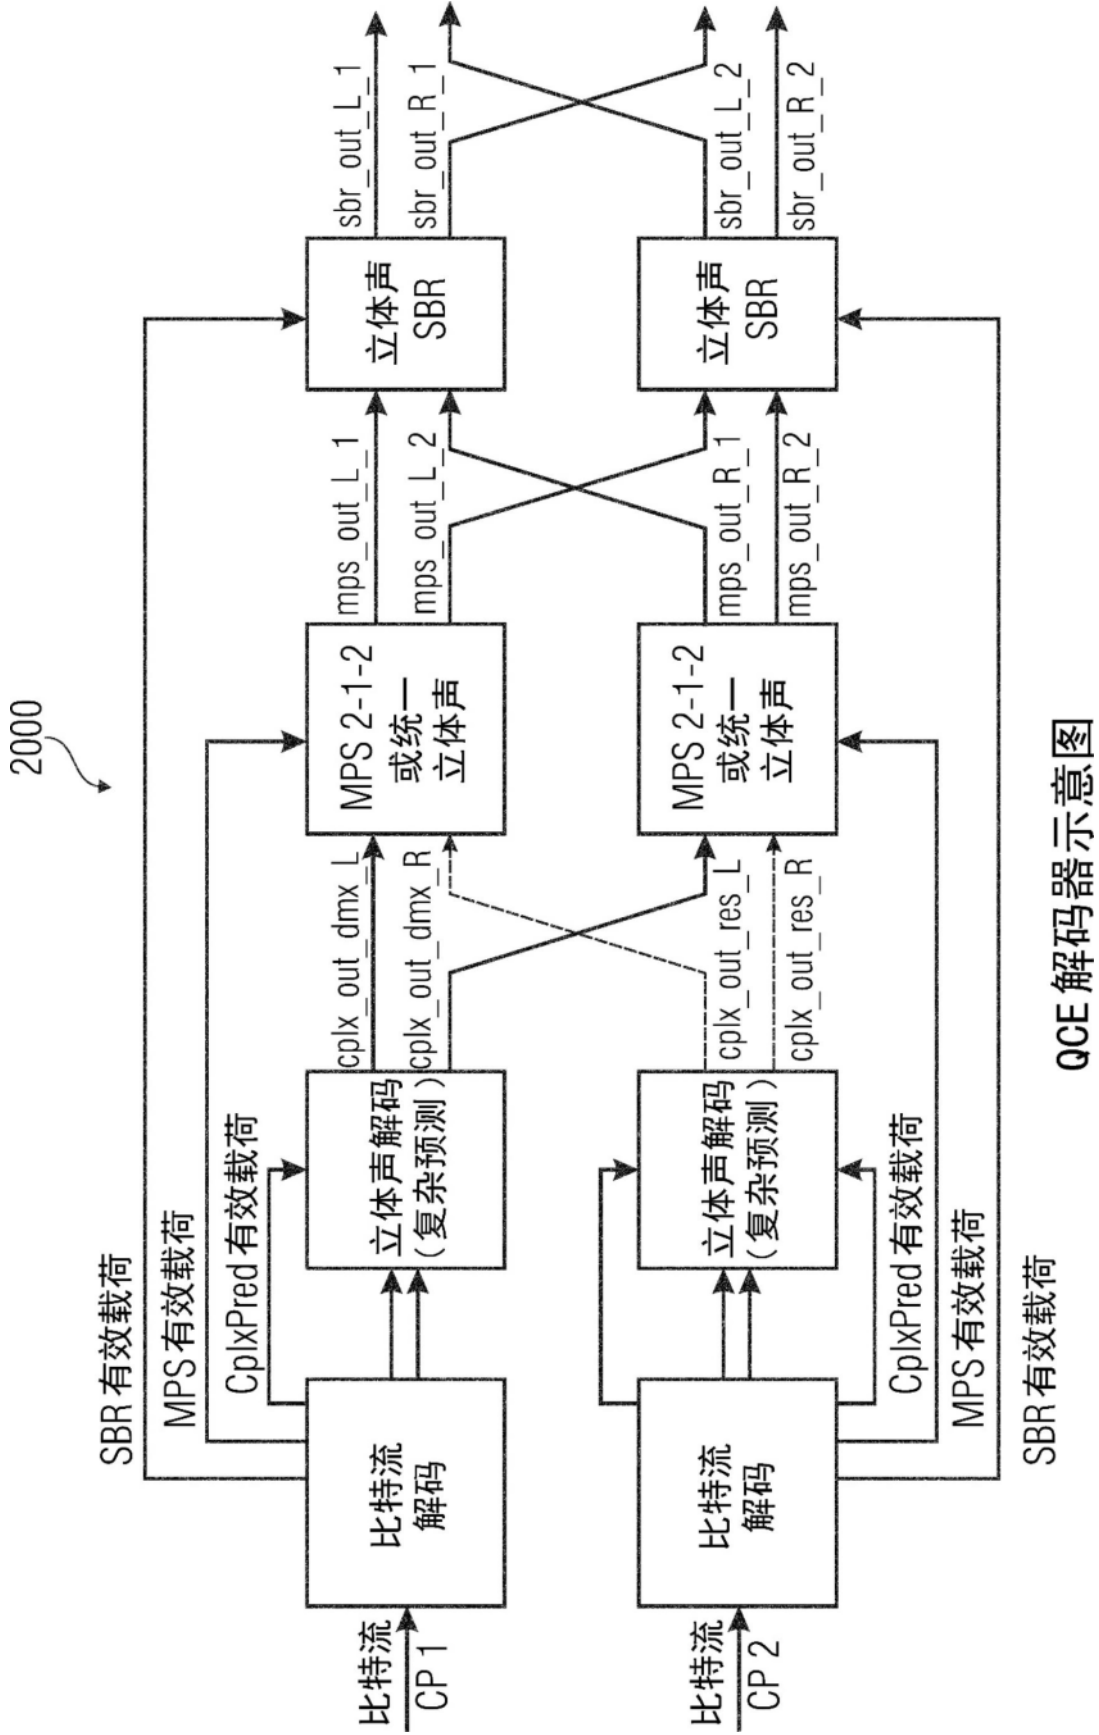 2000
SBR 有效载荷
MPS 有效载荷
CplxPred 有效载荷
比特流
CP 1
比特流
解码
立体声解码
(复杂预测)
cplx_out_dmx_L
cplx_out_dmx_R
MPS 2-1-2
或统一
立体声
mps_out_L_1
mps_out_L_2
立体声
SBR
sbr_out_L_1
sbr_out_R_1
比特流
CP 2
比特流
解码
立体声解码
(复杂预测)
cplx_out_res_L
cplx_out_res_R
MPS 2-1-2
或统一
立体声
mps_out_R_1
mps_out_R_2
立体声
SBR
sbr_out_L_2
sbr_out_R_2
CplxPred 有效载荷
MPS 有效载荷
SBR 有效载荷
QCE 解码器示意图